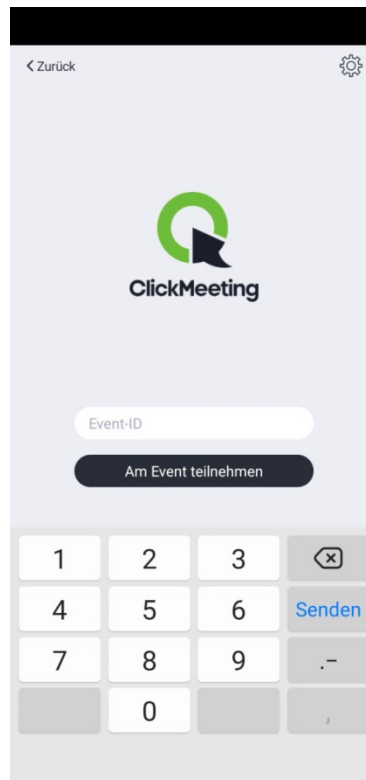 Zurück
ClickMeeting
Event-ID
Am Event teilnehmen
1 2 3
4 5 6 Senden
7 8 9 .-
0 ,